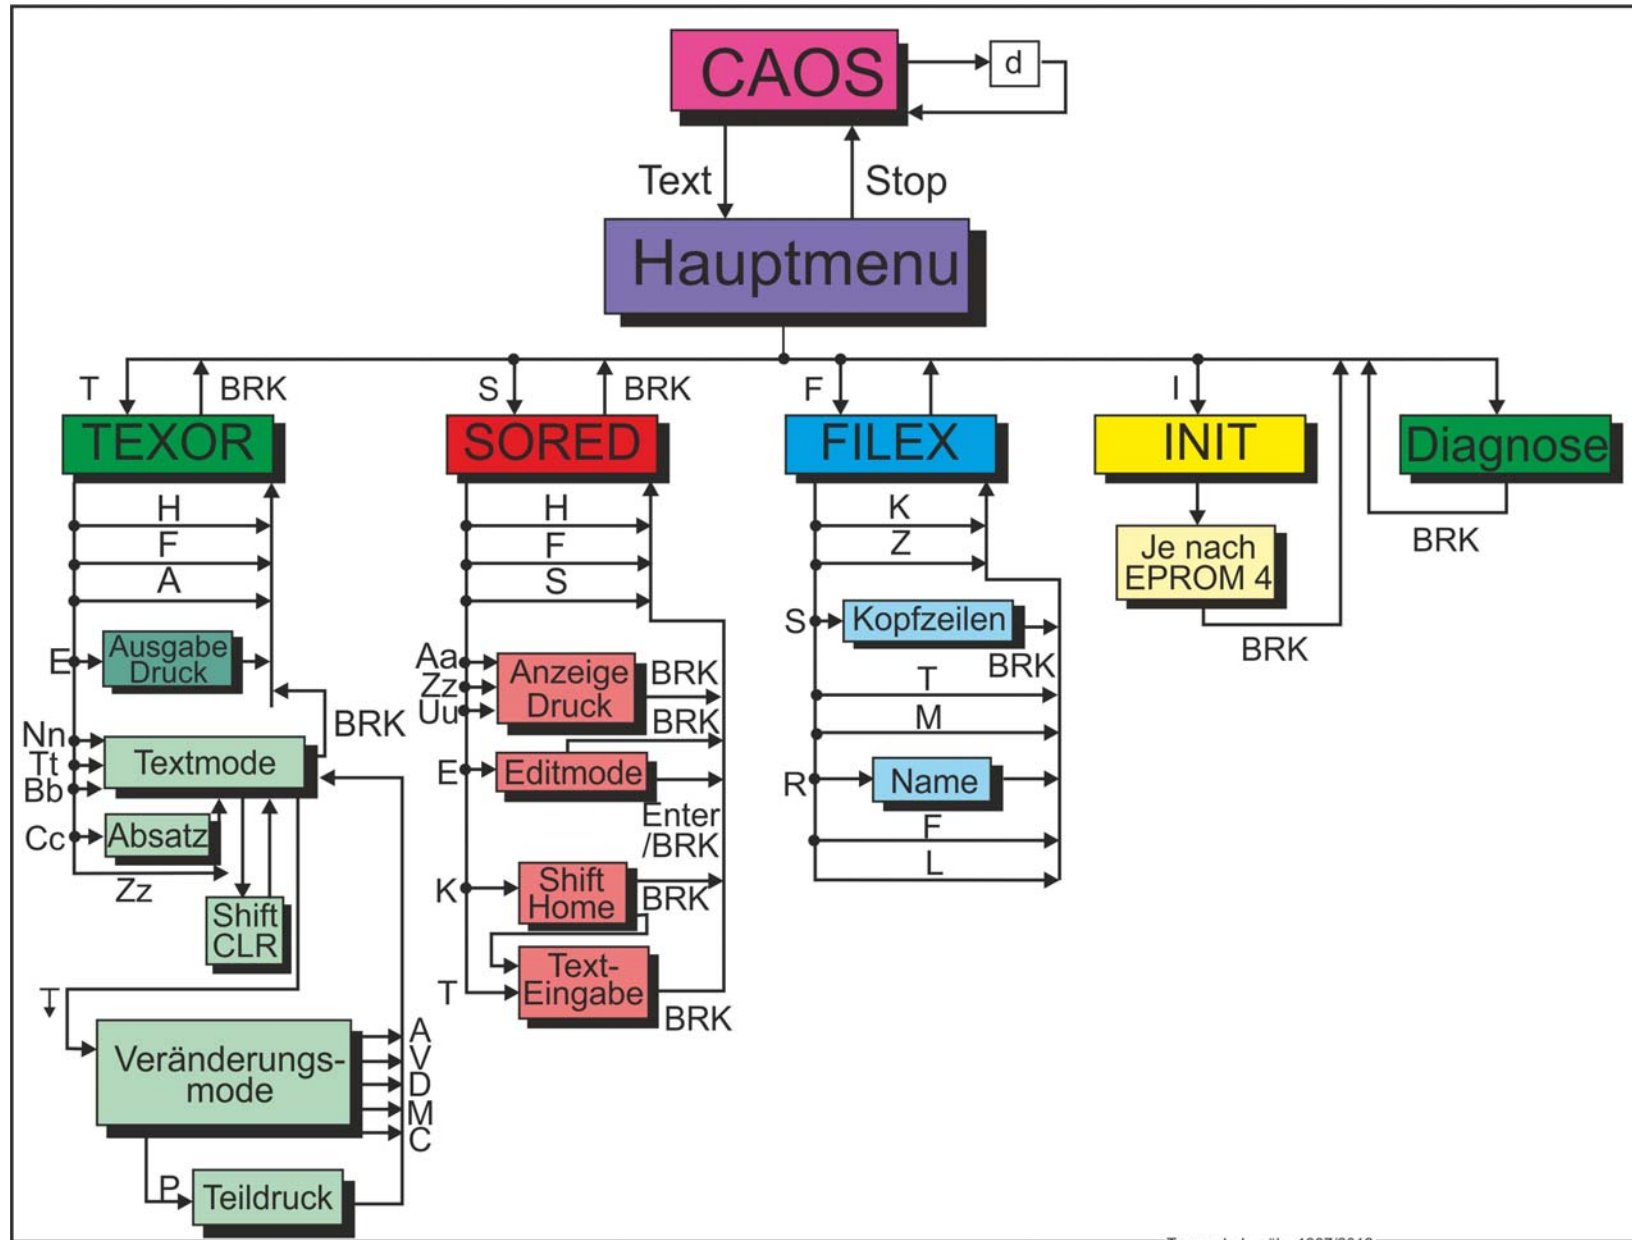 CAOS
d
Text
Stop
Hauptmenu
T
BRK
S
BRK
F
I
TEXOR
SORED
FILEX
INIT
Diagnose
H
F
A
E
Ausgabe
Druck
BRK
Nn
Tt
Bb
Textmode
Cc
Absatz
Zz
Shift
CLR
T
Veränderungs-
mode
A
V
D
M
C
P
Teildruck
H
F
S
Aa
Zz
Uu
Anzeige
Druck
BRK
BRK
E
Editmode
Enter
/BRK
K
Shift
Home
BRK
T
Text-
Eingabe
BRK
K
Z
S
Kopfzeilen
BRK
T
M
R
Name
F
L
Je nach
EPROM 4
BRK
BRK